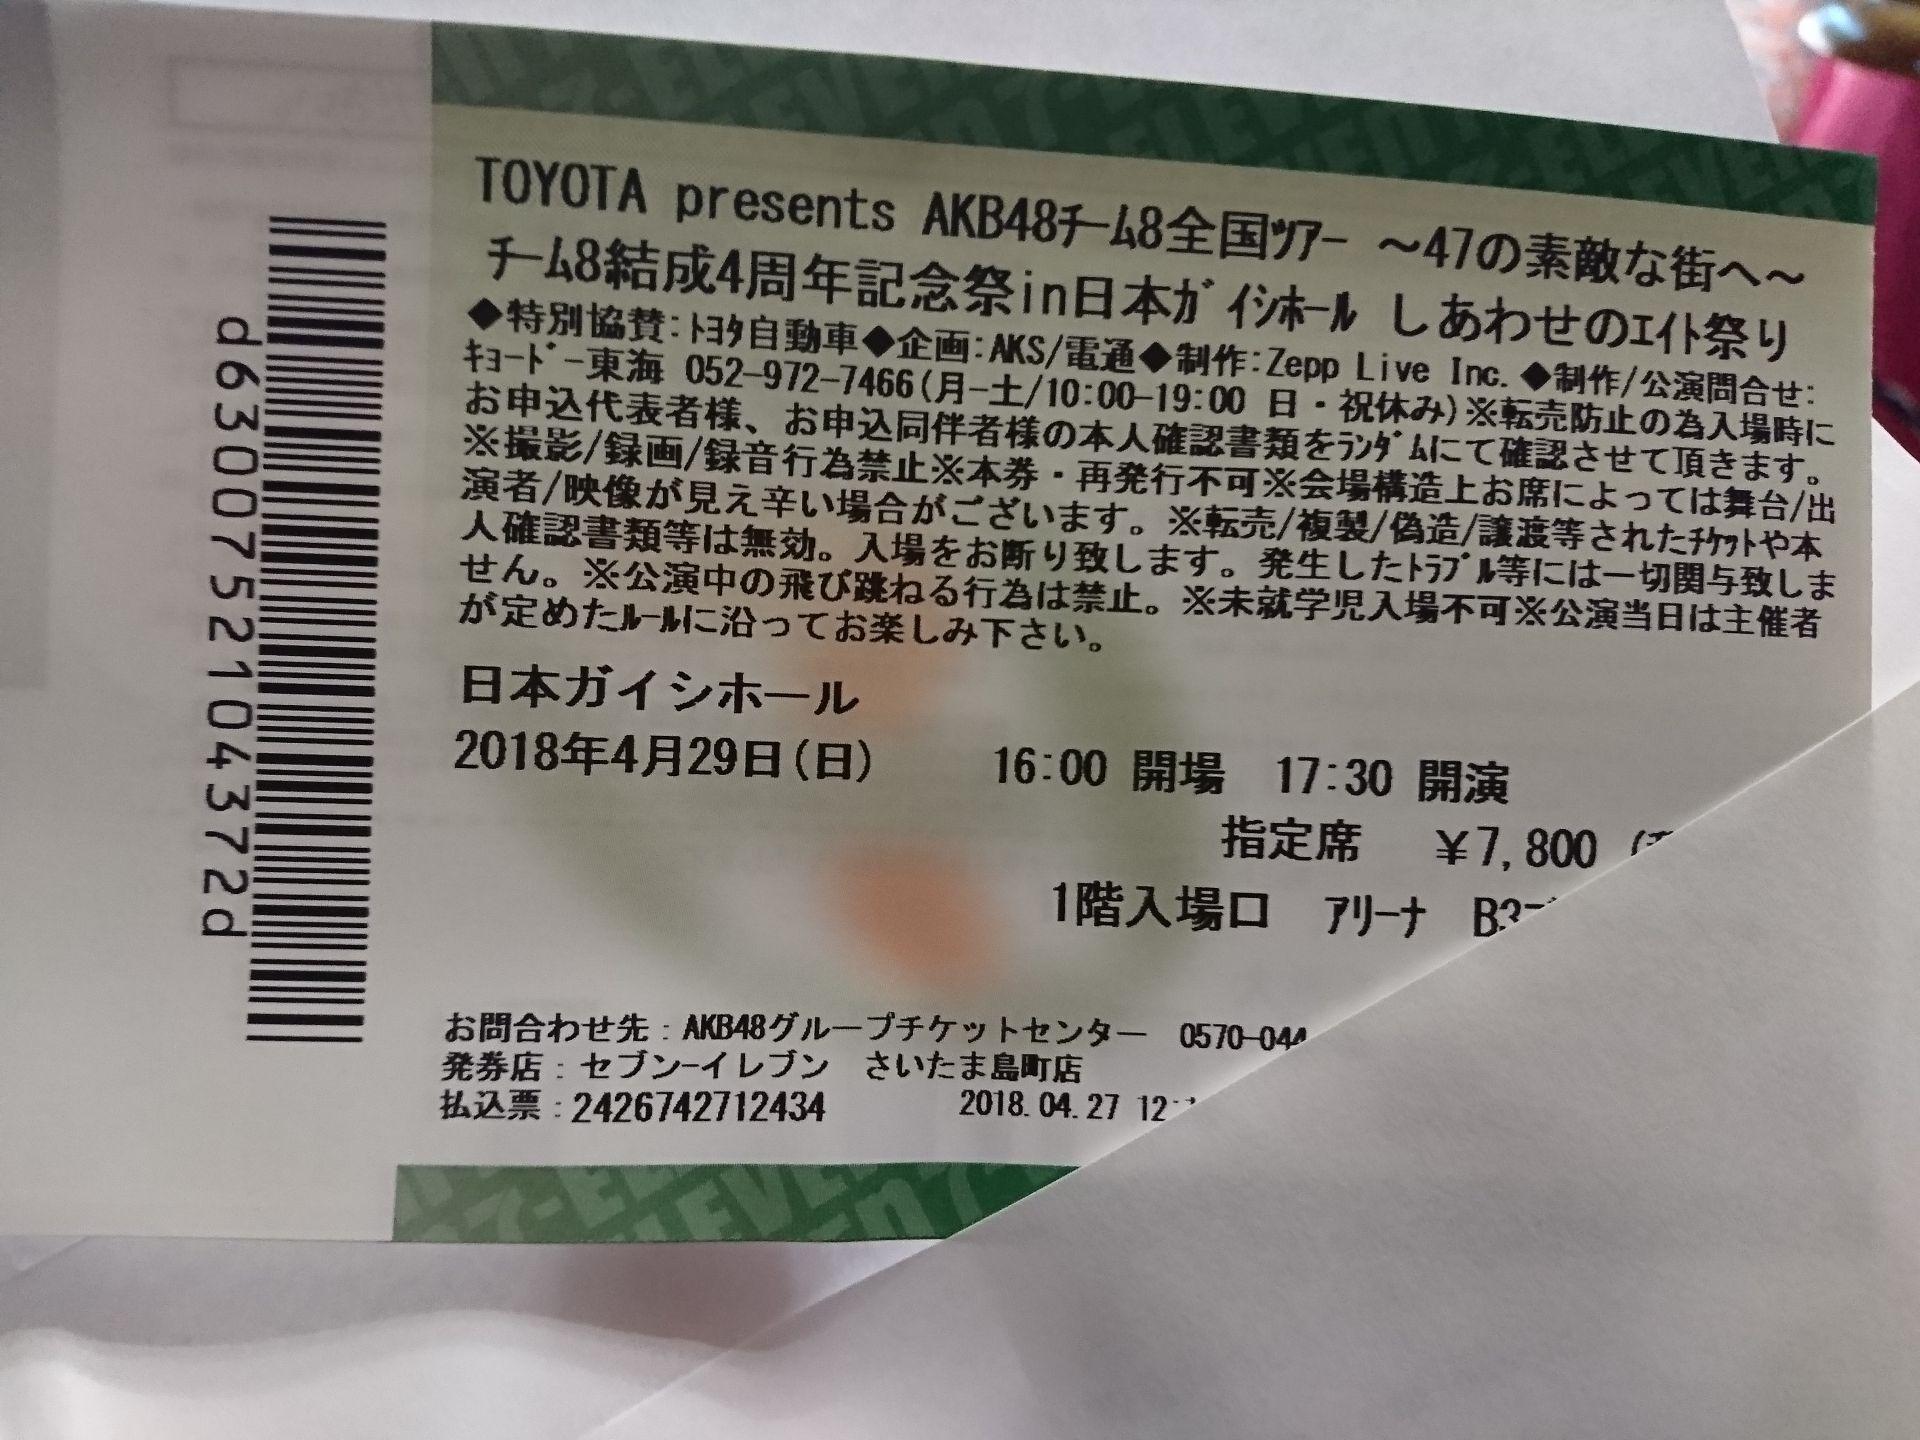 TOYOTA presents AKB48ﾁｰﾑ8全国ﾂｱｰ ～47の素敵な街へ～
ﾁｰﾑ8結成4周年記念祭in日本ｶﾞｲｼﾎｰﾙ しあわせのｴｲﾄ祭り
◆特別協賛:ﾄﾖﾀ自動車◆企画:AKS/電通◆制作:Zepp Live Inc.◆制作/公演問合せ:
ｷｮｰﾄﾞｰ東海 052-972-7466(月-土/10:00-19:00 日・祝休み)※転売防止の為入場時に
お申込代表者様、お申込同伴者様の本人確認書類をﾗﾝﾀﾞﾑにて確認させて頂きます。
※撮影/録画/録音行為禁止※本券・再発行不可※会場構造上お席によっては舞台/出
演者/映像が見え辛い場合がございます。※転売/複製/偽造/譲渡等されたﾁｹｯﾄや本
人確認書類等は無効。入場をお断り致します。発生したﾄﾗﾌﾞﾙ等には一切関与致しま
せん。※公演中の飛び跳ねる行為は禁止。※未就学児入場不可※公演当日は主催者
が定めたﾙｰﾙに沿ってお楽しみ下さい。
日本ガイシホール
2018年4月29日(日) 16:00 開場 17:30 開演
指定席 ￥7,800
1階入場口 ｱﾘｰﾅ B3
お問合わせ先：AKB48グループチケットセンター 0570-044
発券店：セブン-イレブン さいたま島町店
払込票：2426742712434 2018.04.27 12
d6300752104372d
7-ELEVEN